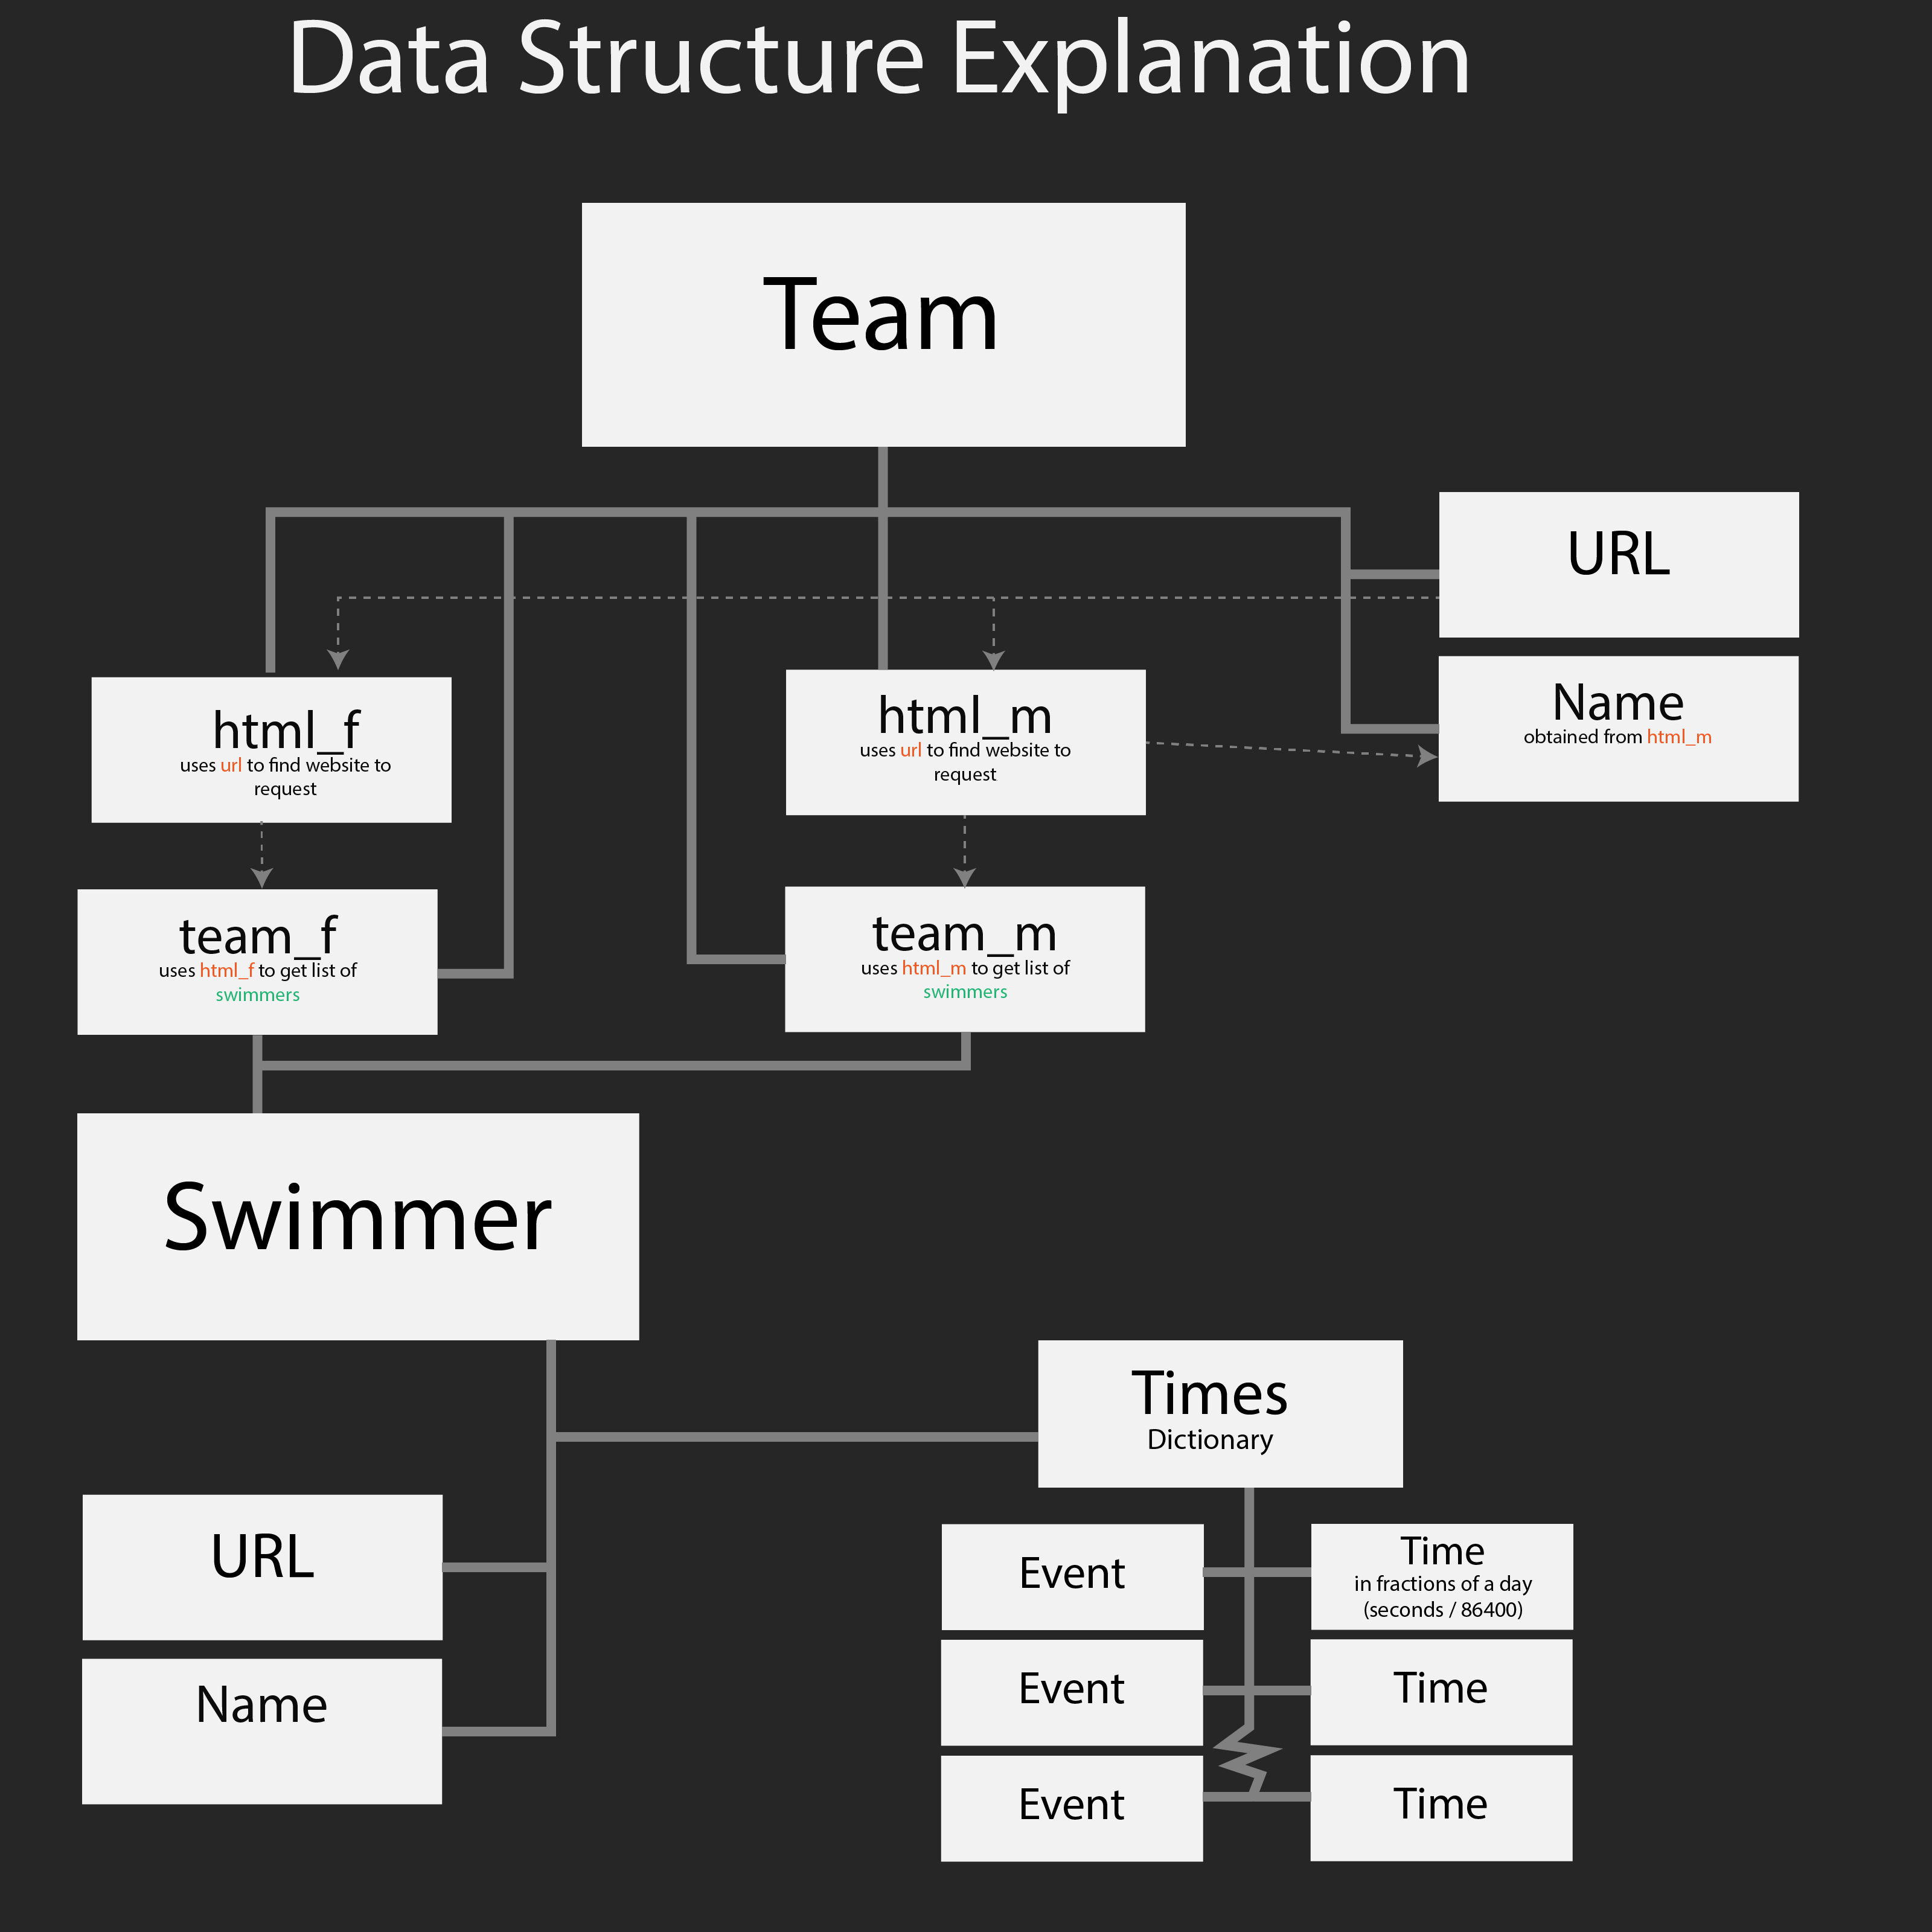 Data Structure Explanation
Team
URL
Name
obtained from html_m
html_f
uses url to find website to
request
html_m
uses url to find website to
request
team_f
uses html_f to get list of
swimmers
team_m
uses html_m to get list of
swimmers
Swimmer
Times
Dictionary
URL
Name
Event
Time
in fractions of a day
(seconds / 86400)
Event
Time
Event
Time